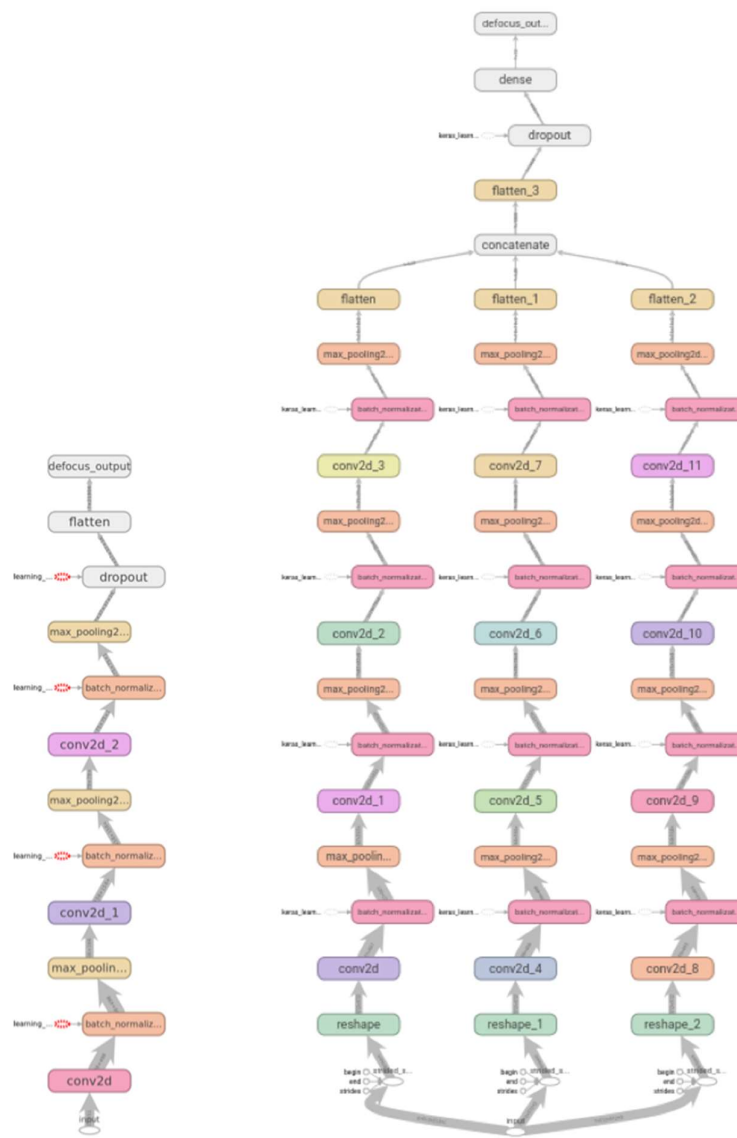 defocus_out...
dense
keras_learn... dropout
flatten_3
concatenate
flatten flatten_1 flatten_2
max_pooling2... max_pooling2... max_pooling2d...
keras_learn... batch_normalizat... keras_learn... batch_normalizat... keras_learn... batch_normalizat...
conv2d_3 conv2d_7 conv2d_11
max_pooling2... max_pooling2... max_pooling2d...
keras_learn... batch_normalizat... keras_learn... batch_normalizat... keras_learn... batch_normalizat...
conv2d_2 conv2d_6 conv2d_10
max_pooling2... max_pooling2... max_pooling2...
keras_learn... batch_normalizat... keras_learn... batch_normalizat... keras_learn... batch_normalizat...
conv2d_1 conv2d_5 conv2d_9
max_poolin... max_pooling2... max_pooling2...
keras_learn... batch_normalizat... keras_learn... batch_normalizat... keras_learn... batch_normalizat...
conv2d conv2d_4 conv2d_8
reshape reshape_1 reshape_2
begin strided_s... begin strided_s... begin strided_s...
end end end
strides strides strides
input
defocus_output
flatten
learning_... dropout
max_pooling2...
learning_... batch_normaliz...
conv2d_2
max_pooling2...
learning_... batch_normaliz...
conv2d_1
max_poolin...
learning_... batch_normaliz...
conv2d
input